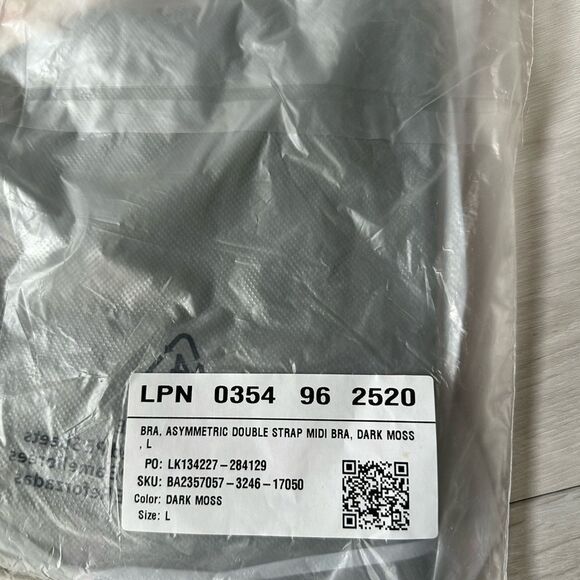 LPN 0354 96 2520
BRA, ASYMMETRIC DOUBLE STRAP MIDI BRA, DARK MOSS
, L
PO: LK134227-284129
SKU: BA2357057-3246-17050
Color: DARK MOSS
Size: L